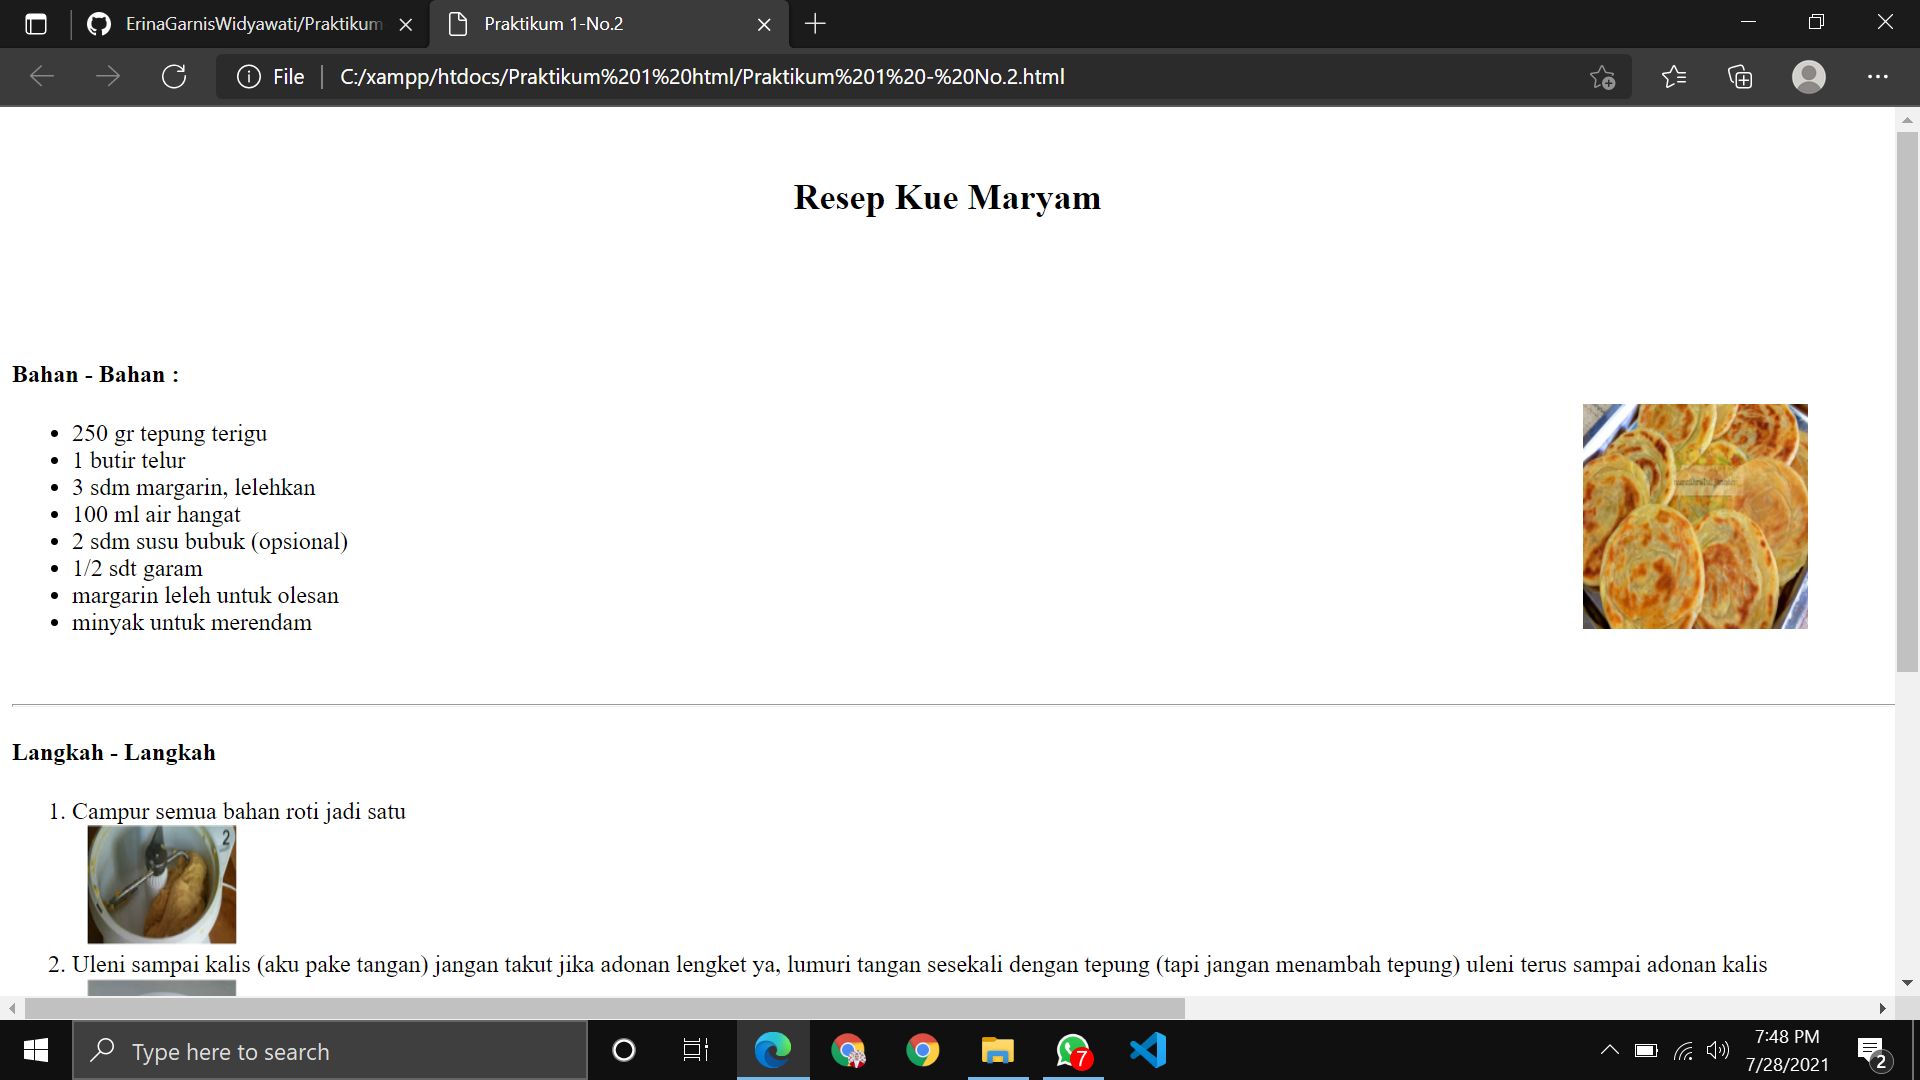 ErinaGarnisWidyawati/Praktikum
Praktikum 1-No.2
File
C:/xampp/htdocs/Praktikum%201%20html/Praktikum%201%20-%20No.2.html
Resep Kue Maryam
Bahan - Bahan :
250 gr tepung terigu
1 butir telur
3 sdm margarin, lelehkan
100 ml air hangat
2 sdm susu bubuk (opsional)
1/2 sdt garam
margarin leleh untuk olesan
minyak untuk merendam
Langkah - Langkah
1. Campur semua bahan roti jadi satu
2
2. Uleni sampai kalis (aku pake tangan) jangan takut jika adonan lengket ya, lumuri tangan sesekali dengan tepung (tapi jangan menambah tepung) uleni terus sampai adonan kalis
Type here to search
7
7:48 PM
7/28/2021
2